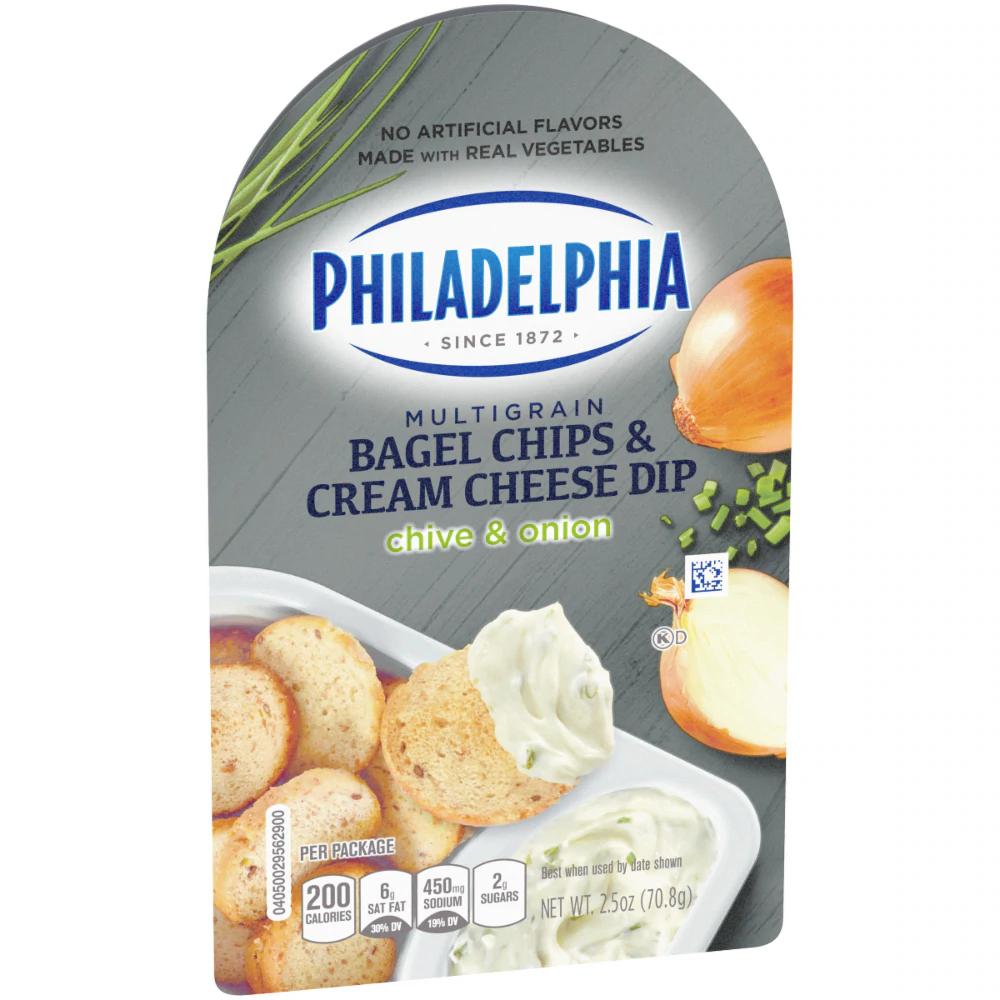 NO ARTIFICIAL FLAVORS
MADE WITH REAL VEGETABLES
PHILADELPHIA
SINCE 1872
MULTIGRAIN
BAGEL CHIPS &
CREAM CHEESE DIP
chive & onion
K D
04050029562900
PER PACKAGE
200
CALORIES
6g
SAT FAT
30% DV
450mg
SODIUM
19% DV
2g
SUGARS
Best when used by date shown
NET WT. 2.5oz (70.8g)